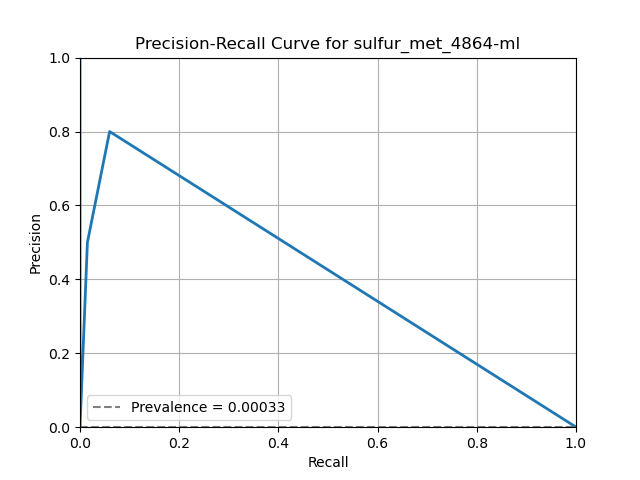 Precision-Recall Curve for sulfur_met_4864-ml
Precision
1.0
0.8
0.6
0.4
0.2
0.0
Prevalence = 0.00033
0.0 0.2 0.4 0.6 0.8 1.0
Recall